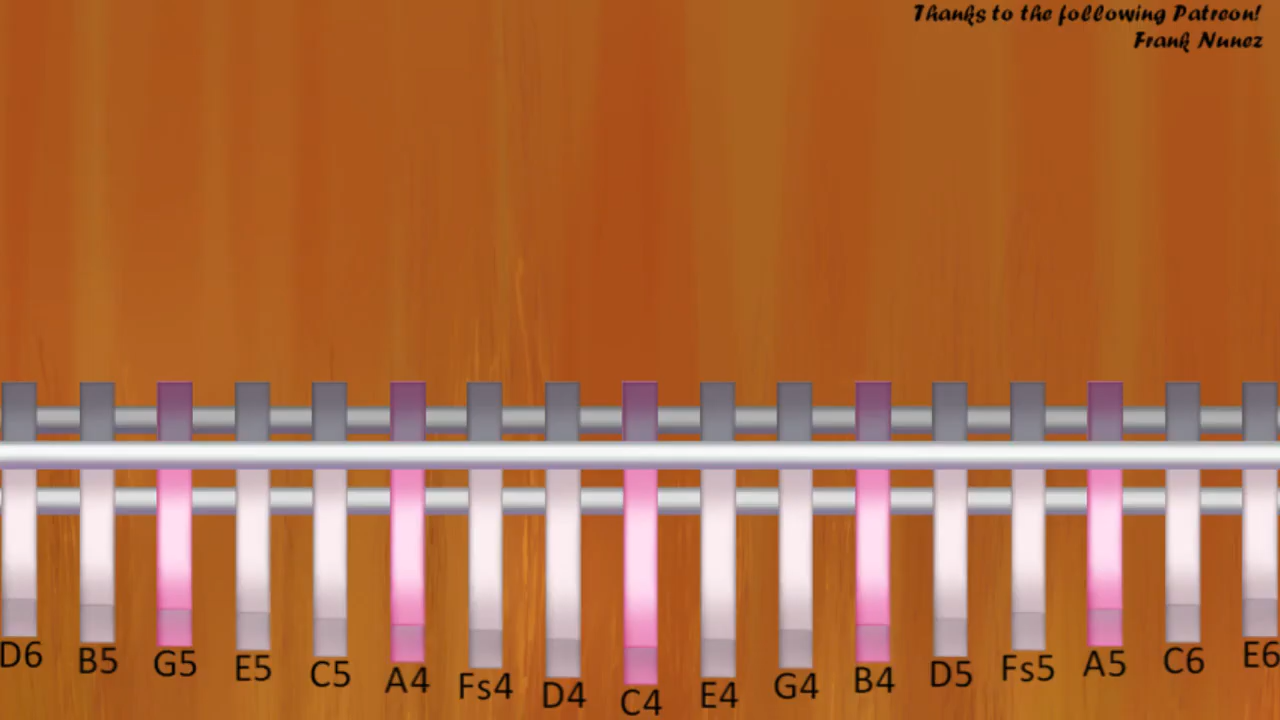 Thanks to the following Patreon!
Frank Nunez
D6 B5 G5 E5 C5 A4 Fs4 D4 C4 E4 G4 B4 D5 Fs5 A5 C6 E6